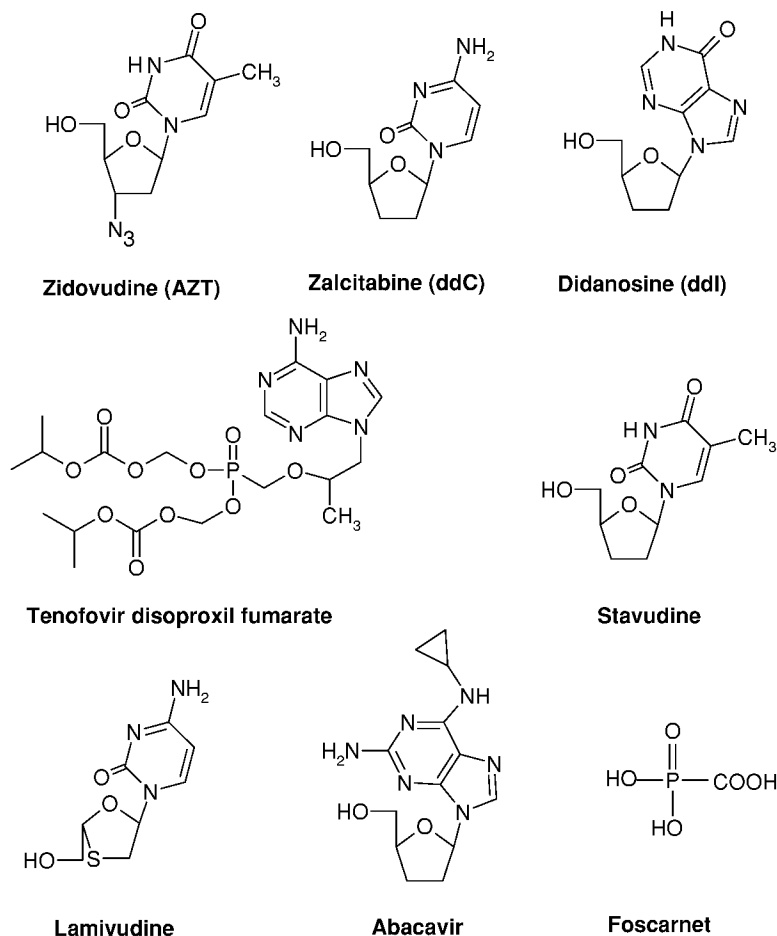 O
HN
CH₃
O
N
HO
O
N₃
Zidovudine (AZT)
NH₂
N
O
N
HO
O
Zalcitabine (ddC)
H
N
O
N
N
HO
N
O
Didanosine (ddI)
NH₂
N
N
N
N
O
O
O
O
O
P
O
O
O
O
O
CH₃
O
Tenofovir disoproxil fumarate
O
HN
CH₃
O
N
HO
O
Stavudine
NH₂
N
O
N
O
HO
S
Lamivudine
NH
N
H₂N
N
N
N
HO
O
Abacavir
O
HO
P
COOH
HO
Foscarnet